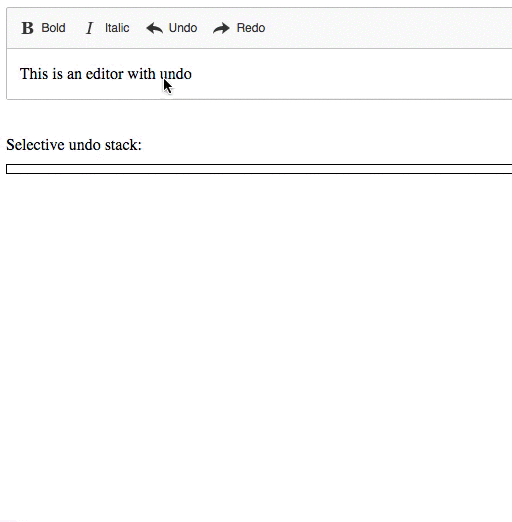 B Bold I Italic Undo Redo
This is an editor with undo
Selective undo stack: